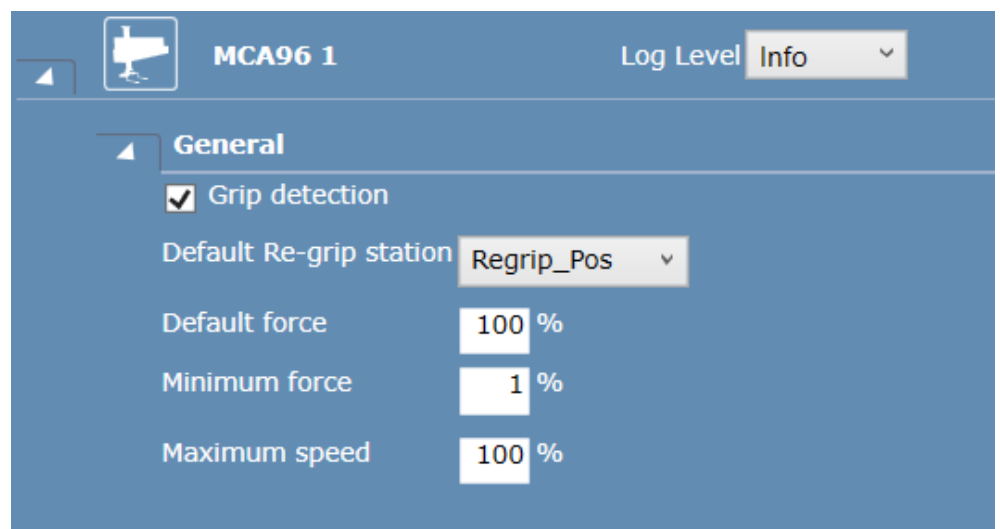 MCA96 1 Log Level Info
General
Grip detection
Default Re-grip station Regrip_Pos
Default force 100 %
Minimum force 1 %
Maximum speed 100 %